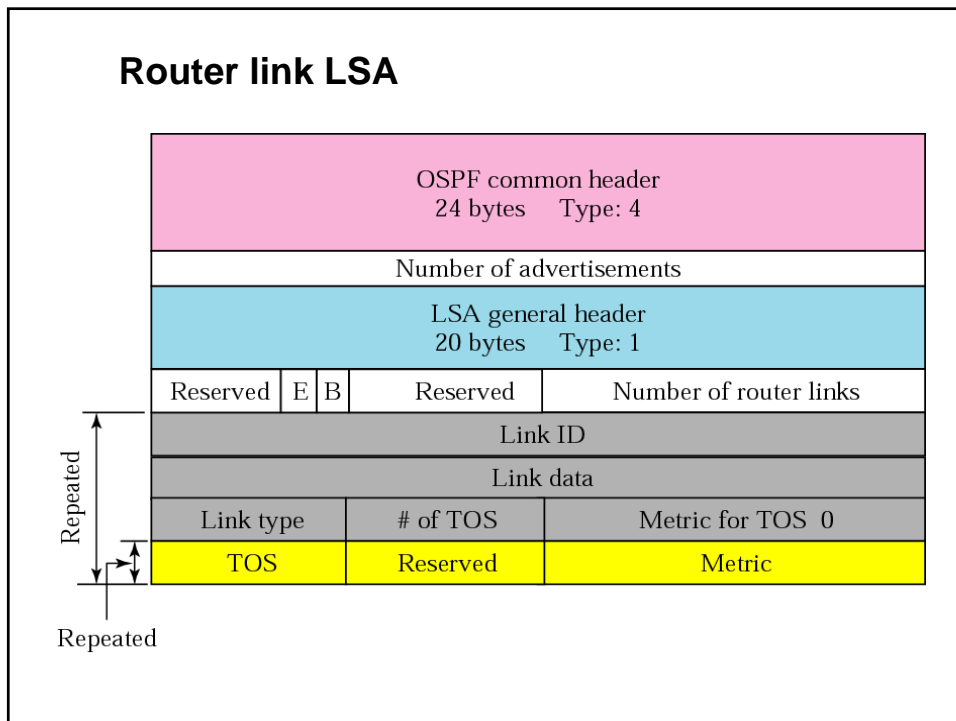 Router link LSA
OSPF common header
24 bytes Type: 4
Number of advertisements
LSA general header
20 bytes Type: 1
Reserved E B Reserved Number of router links
Link ID
Link data
Link type # of TOS Metric for TOS 0
TOS Reserved Metric
Repeated
Repeated